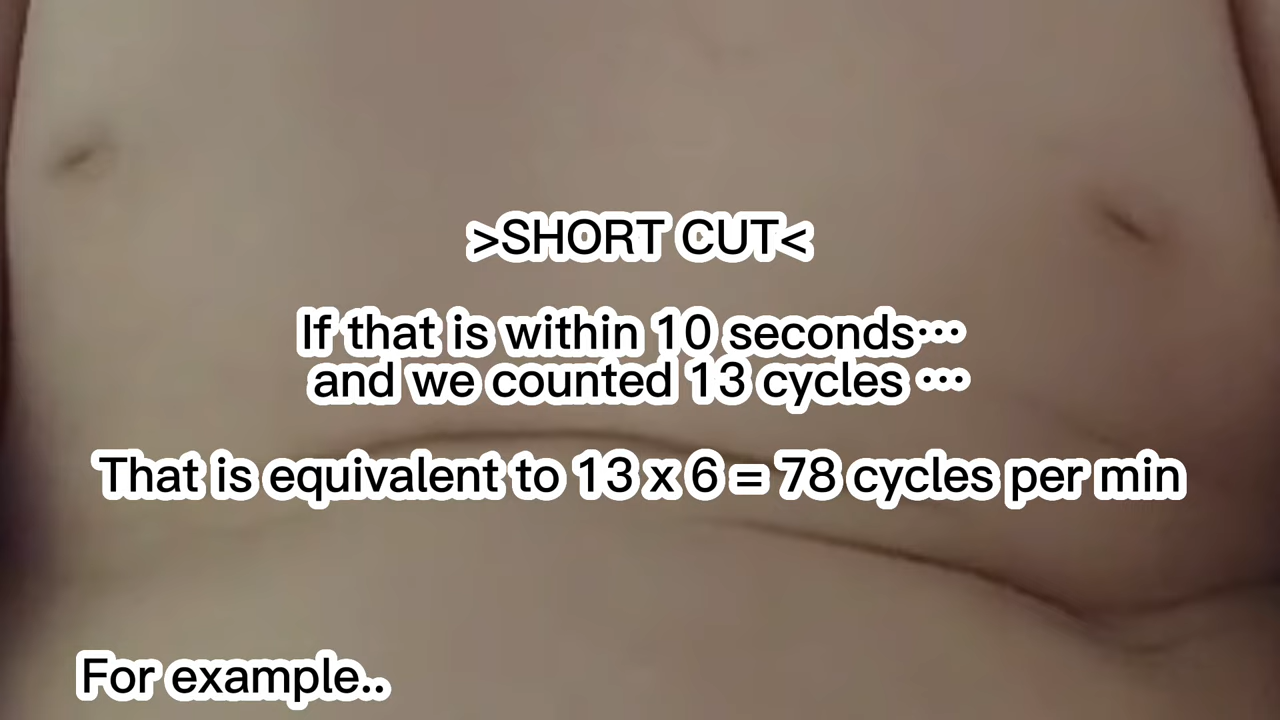 >SHORT CUT<
If that is within 10 seconds⋯
and we counted 13 cycles ⋯
That is equivalent to 13 x 6 = 78 cycles per min
For example..